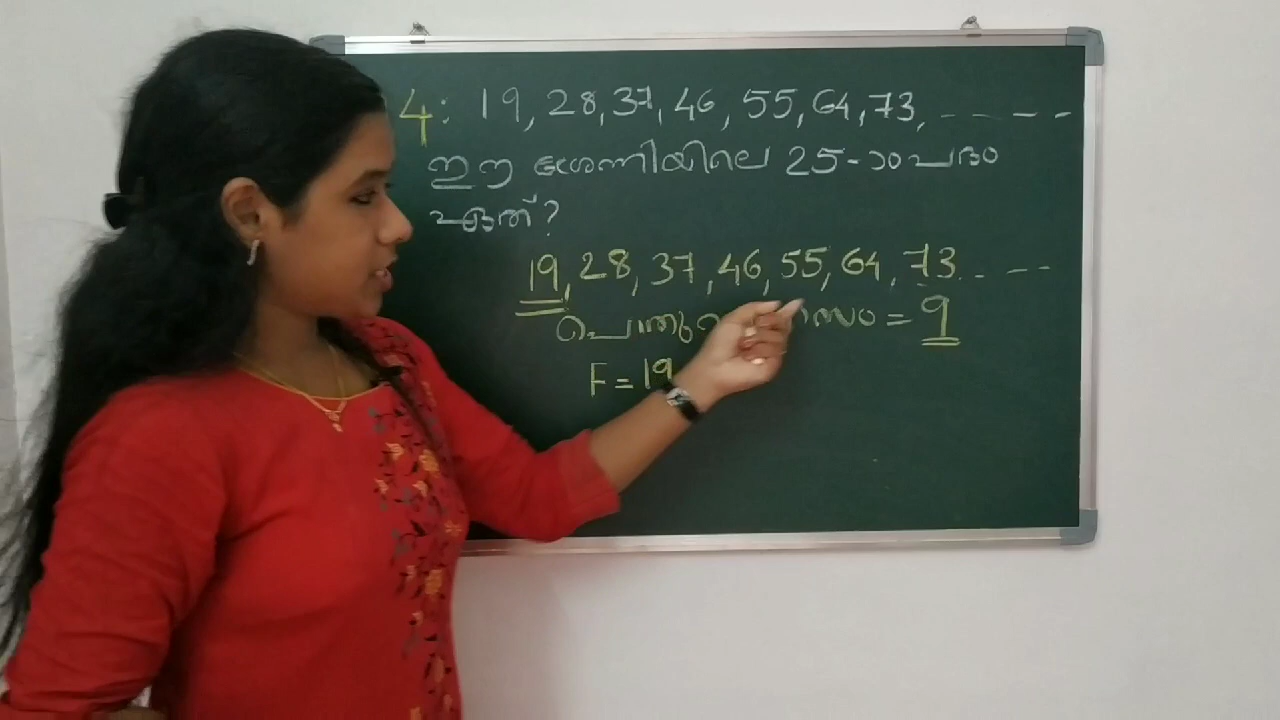 4: 19, 28, 37, 46, 55, 64, 73, - - - -
ഈ ശ്രേണിയിലെ 25-ാം പദം
ഏത്?
19, 28, 37, 46, 55, 64, 73 - - -
= 9
F = 19